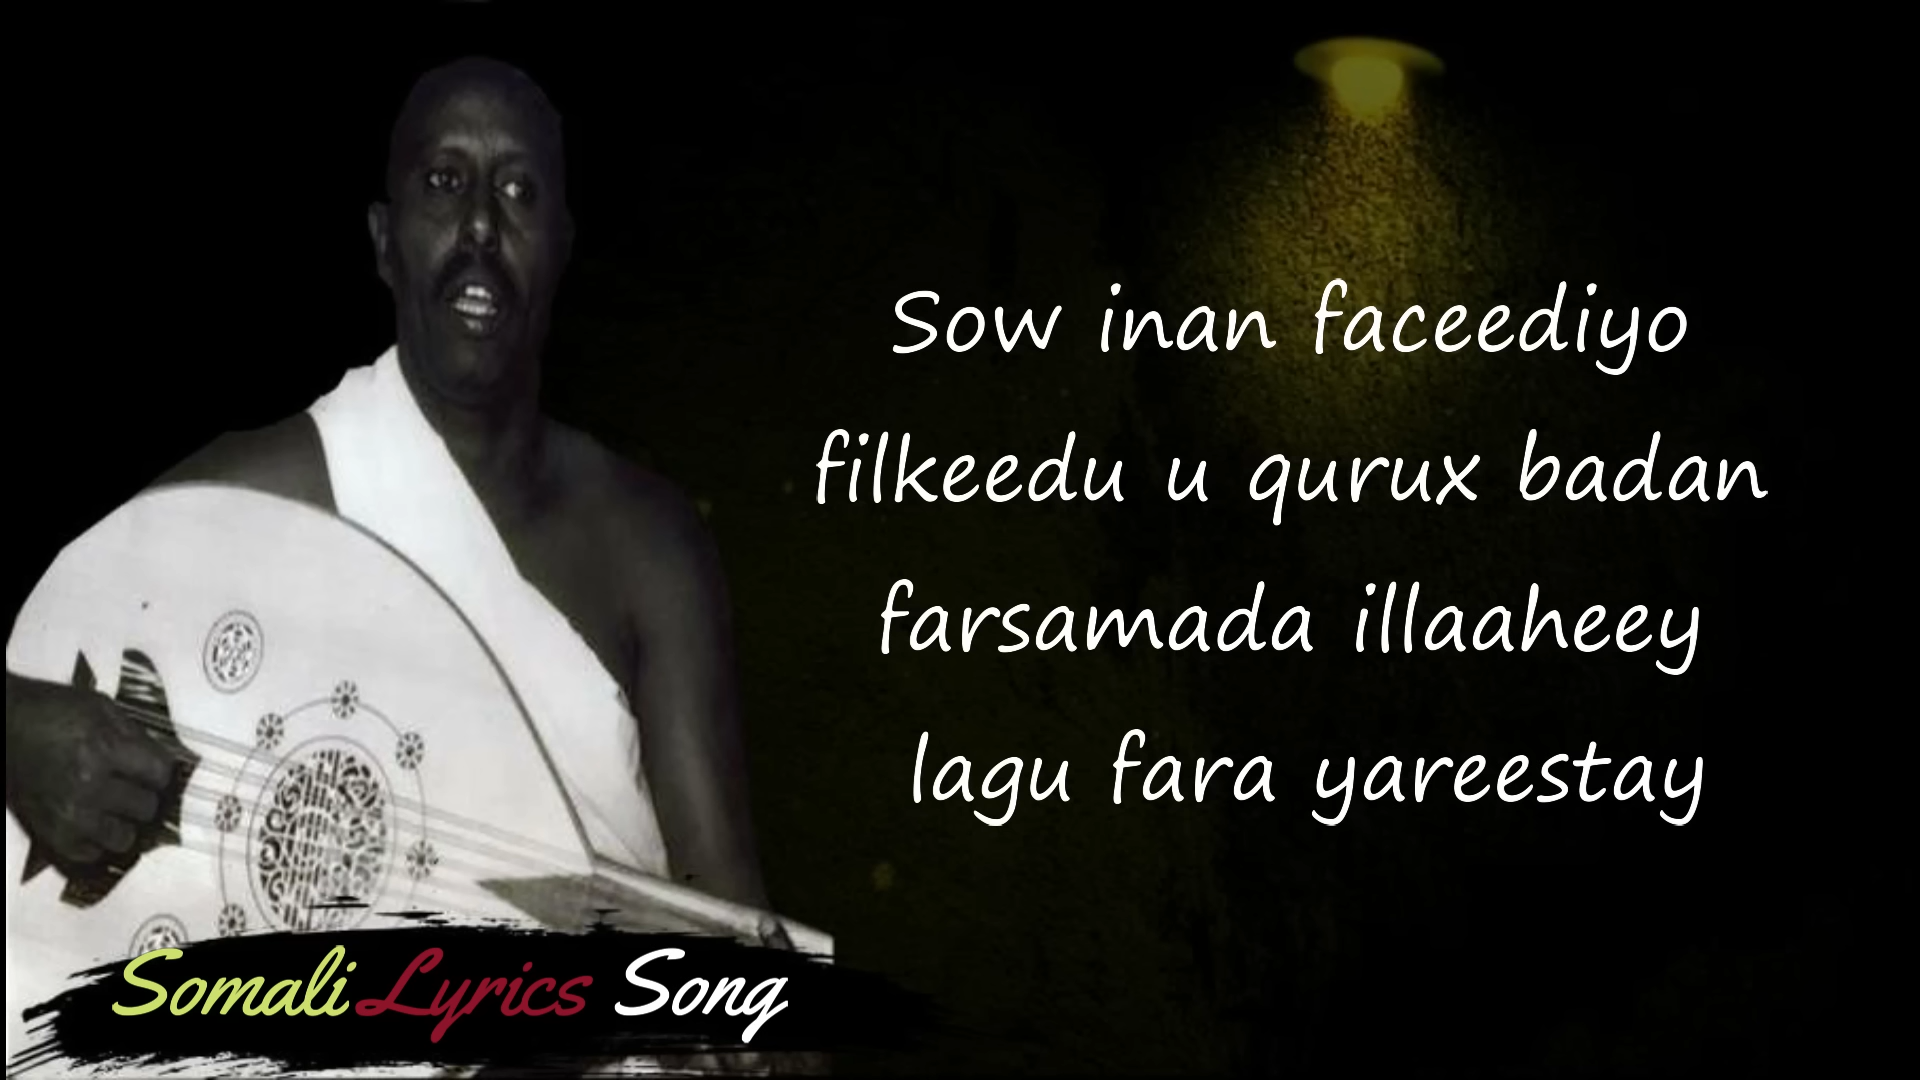 Sow inan faceediyo
filkeedu u qurux badan
farsamada illaaheey
lagu fara yareestay
Somali Lyrics Song